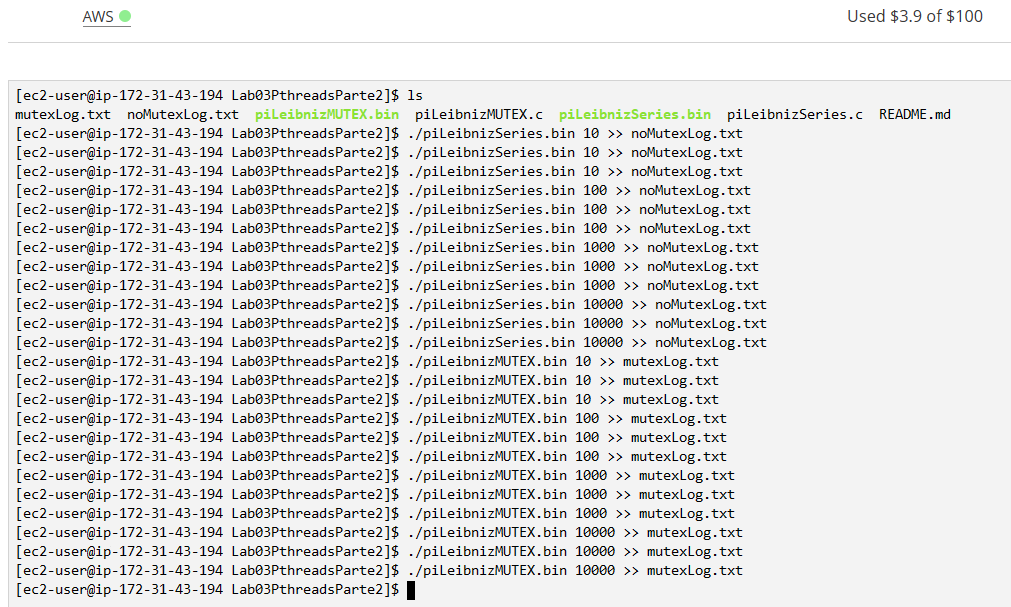 AWS
Used $3.9 of $100
[ec2-user@ip-172-31-43-194 Lab03PthreadsParte2]$ ls
mutexLog.txt  noMutexLog.txt  piLeibnizMUTEX.bin  piLeibnizMUTEX.c  piLeibnizSeries.bin  piLeibnizSeries.c  README.md
[ec2-user@ip-172-31-43-194 Lab03PthreadsParte2]$ ./piLeibnizSeries.bin 10 >> noMutexLog.txt
[ec2-user@ip-172-31-43-194 Lab03PthreadsParte2]$ ./piLeibnizSeries.bin 10 >> noMutexLog.txt
[ec2-user@ip-172-31-43-194 Lab03PthreadsParte2]$ ./piLeibnizSeries.bin 10 >> noMutexLog.txt
[ec2-user@ip-172-31-43-194 Lab03PthreadsParte2]$ ./piLeibnizSeries.bin 100 >> noMutexLog.txt
[ec2-user@ip-172-31-43-194 Lab03PthreadsParte2]$ ./piLeibnizSeries.bin 100 >> noMutexLog.txt
[ec2-user@ip-172-31-43-194 Lab03PthreadsParte2]$ ./piLeibnizSeries.bin 100 >> noMutexLog.txt
[ec2-user@ip-172-31-43-194 Lab03PthreadsParte2]$ ./piLeibnizSeries.bin 1000 >> noMutexLog.txt
[ec2-user@ip-172-31-43-194 Lab03PthreadsParte2]$ ./piLeibnizSeries.bin 1000 >> noMutexLog.txt
[ec2-user@ip-172-31-43-194 Lab03PthreadsParte2]$ ./piLeibnizSeries.bin 1000 >> noMutexLog.txt
[ec2-user@ip-172-31-43-194 Lab03PthreadsParte2]$ ./piLeibnizSeries.bin 10000 >> noMutexLog.txt
[ec2-user@ip-172-31-43-194 Lab03PthreadsParte2]$ ./piLeibnizSeries.bin 10000 >> noMutexLog.txt
[ec2-user@ip-172-31-43-194 Lab03PthreadsParte2]$ ./piLeibnizSeries.bin 10000 >> noMutexLog.txt
[ec2-user@ip-172-31-43-194 Lab03PthreadsParte2]$ ./piLeibnizMUTEX.bin 10 >> mutexLog.txt
[ec2-user@ip-172-31-43-194 Lab03PthreadsParte2]$ ./piLeibnizMUTEX.bin 10 >> mutexLog.txt
[ec2-user@ip-172-31-43-194 Lab03PthreadsParte2]$ ./piLeibnizMUTEX.bin 10 >> mutexLog.txt
[ec2-user@ip-172-31-43-194 Lab03PthreadsParte2]$ ./piLeibnizMUTEX.bin 100 >> mutexLog.txt
[ec2-user@ip-172-31-43-194 Lab03PthreadsParte2]$ ./piLeibnizMUTEX.bin 100 >> mutexLog.txt
[ec2-user@ip-172-31-43-194 Lab03PthreadsParte2]$ ./piLeibnizMUTEX.bin 100 >> mutexLog.txt
[ec2-user@ip-172-31-43-194 Lab03PthreadsParte2]$ ./piLeibnizMUTEX.bin 1000 >> mutexLog.txt
[ec2-user@ip-172-31-43-194 Lab03PthreadsParte2]$ ./piLeibnizMUTEX.bin 1000 >> mutexLog.txt
[ec2-user@ip-172-31-43-194 Lab03PthreadsParte2]$ ./piLeibnizMUTEX.bin 1000 >> mutexLog.txt
[ec2-user@ip-172-31-43-194 Lab03PthreadsParte2]$ ./piLeibnizMUTEX.bin 10000 >> mutexLog.txt
[ec2-user@ip-172-31-43-194 Lab03PthreadsParte2]$ ./piLeibnizMUTEX.bin 10000 >> mutexLog.txt
[ec2-user@ip-172-31-43-194 Lab03PthreadsParte2]$ ./piLeibnizMUTEX.bin 10000 >> mutexLog.txt
[ec2-user@ip-172-31-43-194 Lab03PthreadsParte2]$